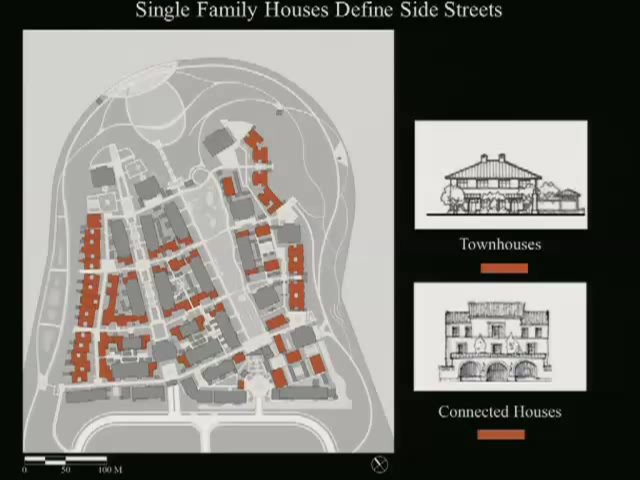 Single Family Houses Define Side Streets
Townhouses
Connected Houses
0 50 100 M